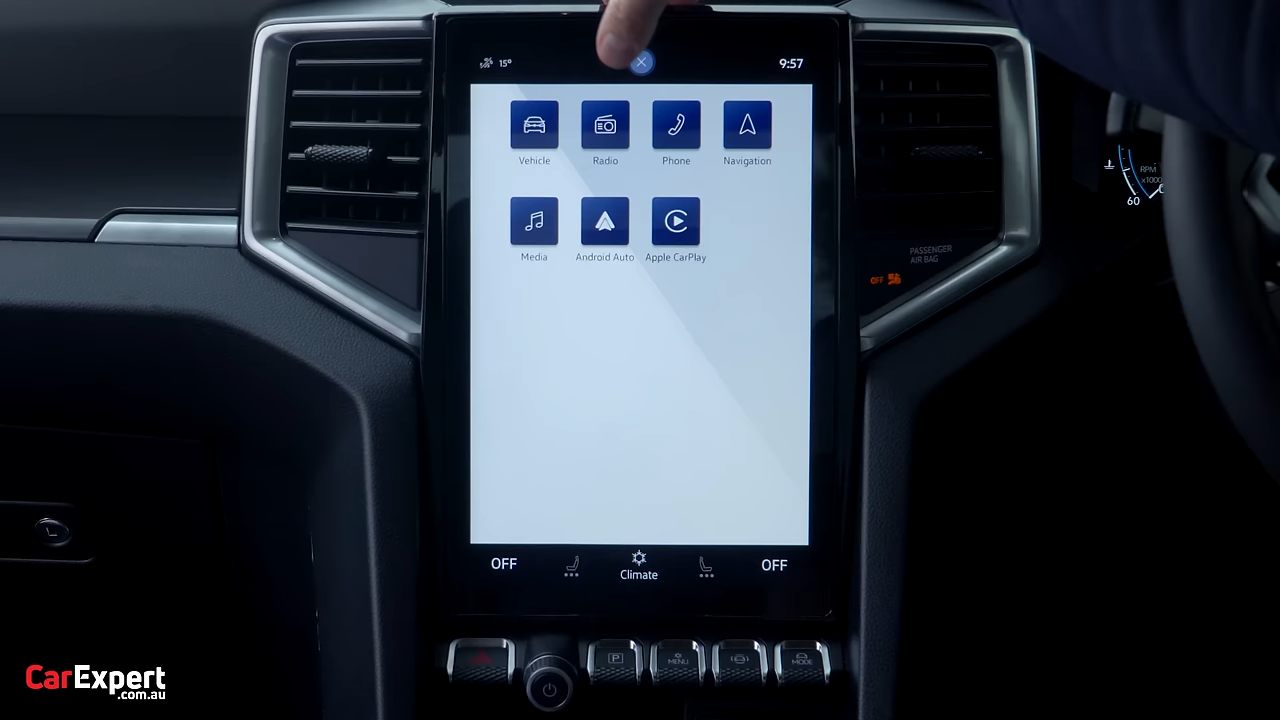 15°
9:57
Vehicle
Radio
Phone
Navigation
Media
Android Auto
Apple CarPlay
PASSENGER
AIR BAG
OFF
RPM
x1000
60
OFF
Climate
OFF
P
MENU
MODE
CarExpert
.com.au